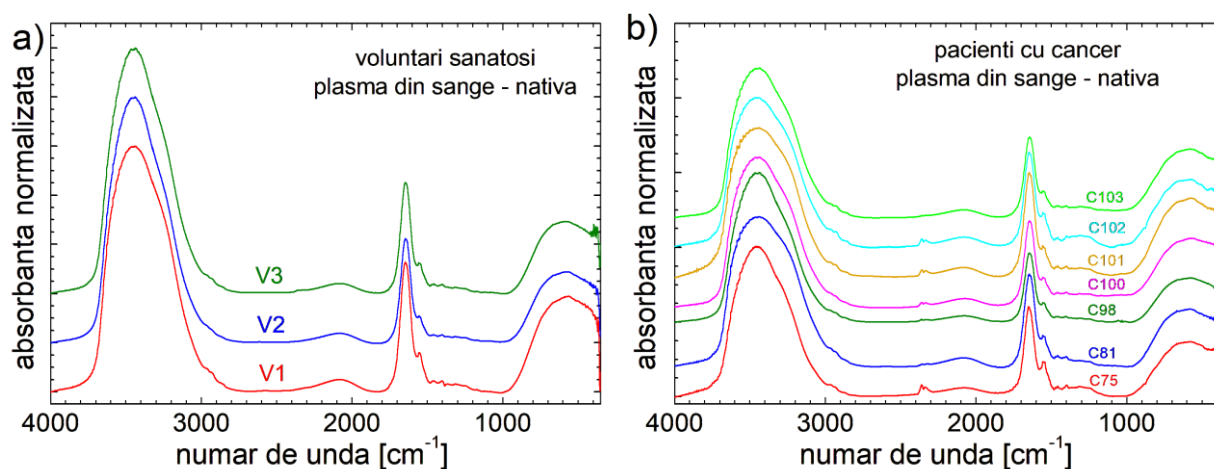 a)
voluntari sanatosi
plasma din sange - nativa
absorbanta normalizata
V3
V2
V1
4000 3000 2000 1000
numar de unda [cm⁻¹]
b)
pacienti cu cancer
plasma din sange - nativa
absorbanta normalizata
C103
C102
C101
C100
C98
C81
C75
4000 3000 2000 1000
numar de unda [cm⁻¹]